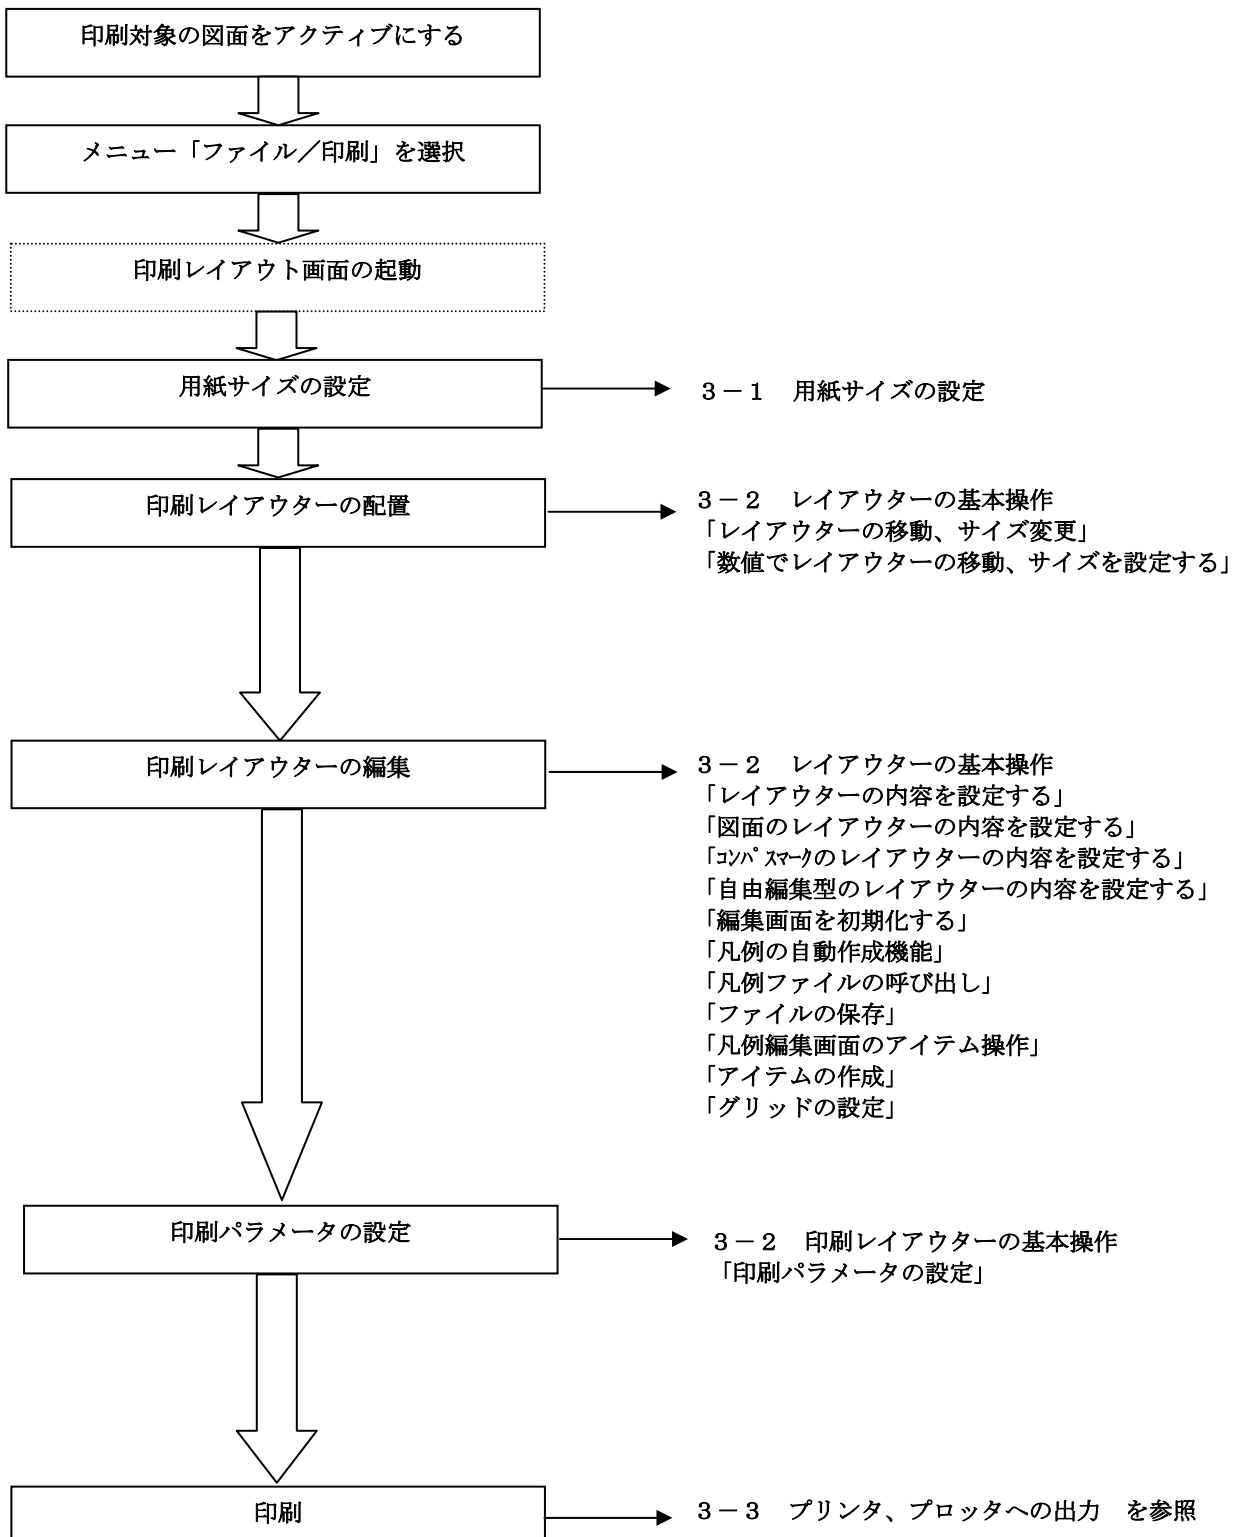 印刷対象の図面をアクティブにする
メニュー「ファイル／印刷」を選択
印刷レイアウト画面の起動
用紙サイズの設定
３－１　用紙サイズの設定
印刷レイアウターの配置
３－２　レイアウターの基本操作
「レイアウターの移動、サイズ変更」
「数値でレイアウターの移動、サイズを設定する」
印刷レイアウターの編集
３－２　レイアウターの基本操作
「レイアウターの内容を設定する」
「図面のレイアウターの内容を設定する」
「ｺﾝﾊﾟｽﾏｰｸのレイアウターの内容を設定する」
「自由編集型のレイアウターの内容を設定する」
「編集画面を初期化する」
「凡例の自動作成機能」
「凡例ファイルの呼び出し」
「ファイルの保存」
「凡例編集画面のアイテム操作」
「アイテムの作成」
「グリッドの設定」
印刷パラメータの設定
３－２　印刷レイアウターの基本操作
「印刷パラメータの設定」
印刷
３－３　プリンタ、プロッタへの出力　を参照